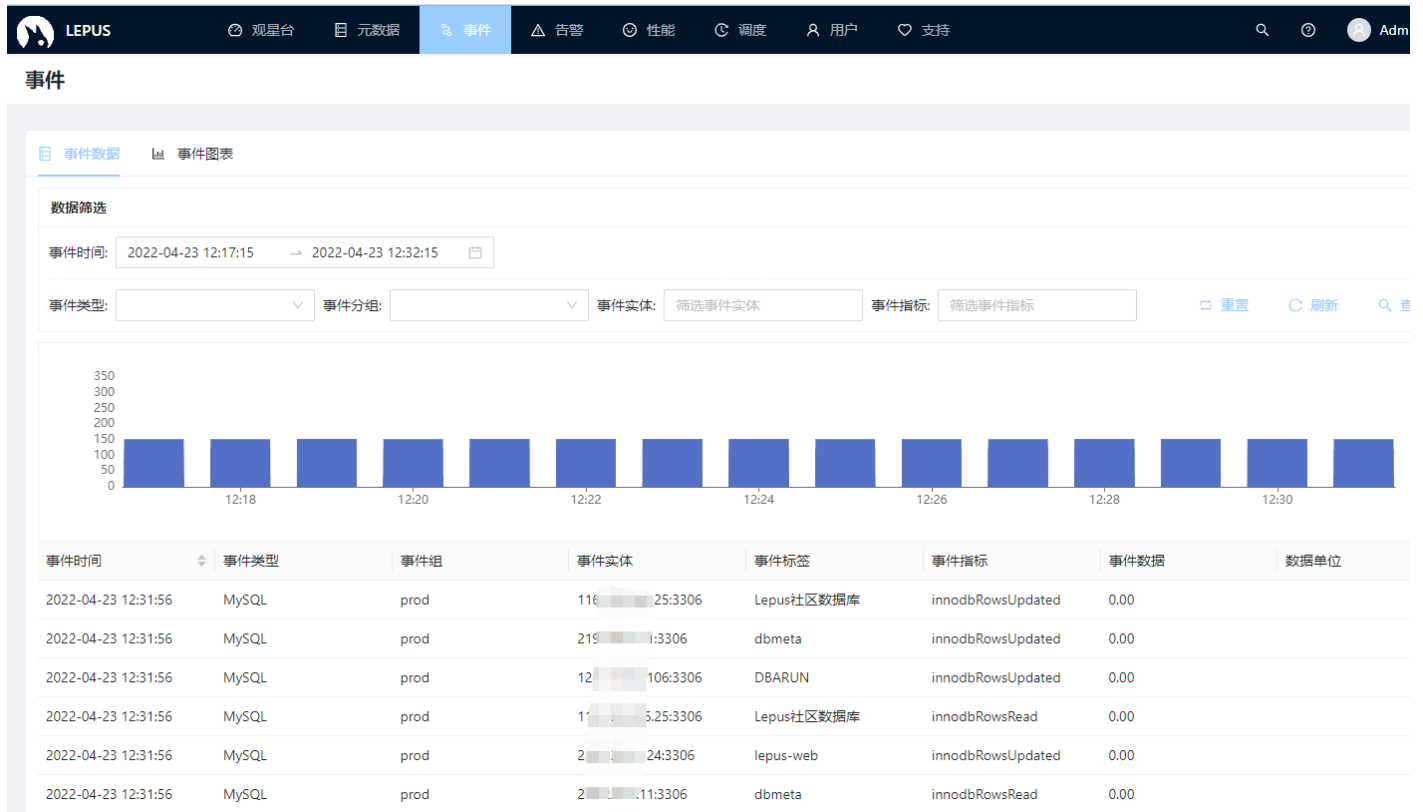 LEPUS 观星台 元数据 事件 告警 性能 调度 用户 支持 Adm
事件
事件数据 事件图表
数据筛选
事件时间: 2022-04-23 12:17:15 → 2022-04-23 12:32:15
事件类型: 事件分组: 事件实体: 筛选事件实体 事件指标: 筛选事件指标 重置 刷新
350
300
250
200
150
100
50
0
12:18 12:20 12:22 12:24 12:26 12:28 12:30
事件时间 事件类型 事件组 事件实体 事件标签 事件指标 事件数据 数据单位
2022-04-23 12:31:56 MySQL prod 25:3306 Lepus社区数据库 innodbRowsUpdated 0.00
2022-04-23 12:31:56 MySQL prod 219 :3306 dbmeta innodbRowsUpdated 0.00
2022-04-23 12:31:56 MySQL prod 12 106:3306 DBARUN innodbRowsUpdated 0.00
2022-04-23 12:31:56 MySQL prod 25:3306 Lepus社区数据库 innodbRowsRead 0.00
2022-04-23 12:31:56 MySQL prod 2 24:3306 lepus-web innodbRowsUpdated 0.00
2022-04-23 12:31:56 MySQL prod 2 11:3306 dbmeta innodbRowsRead 0.00